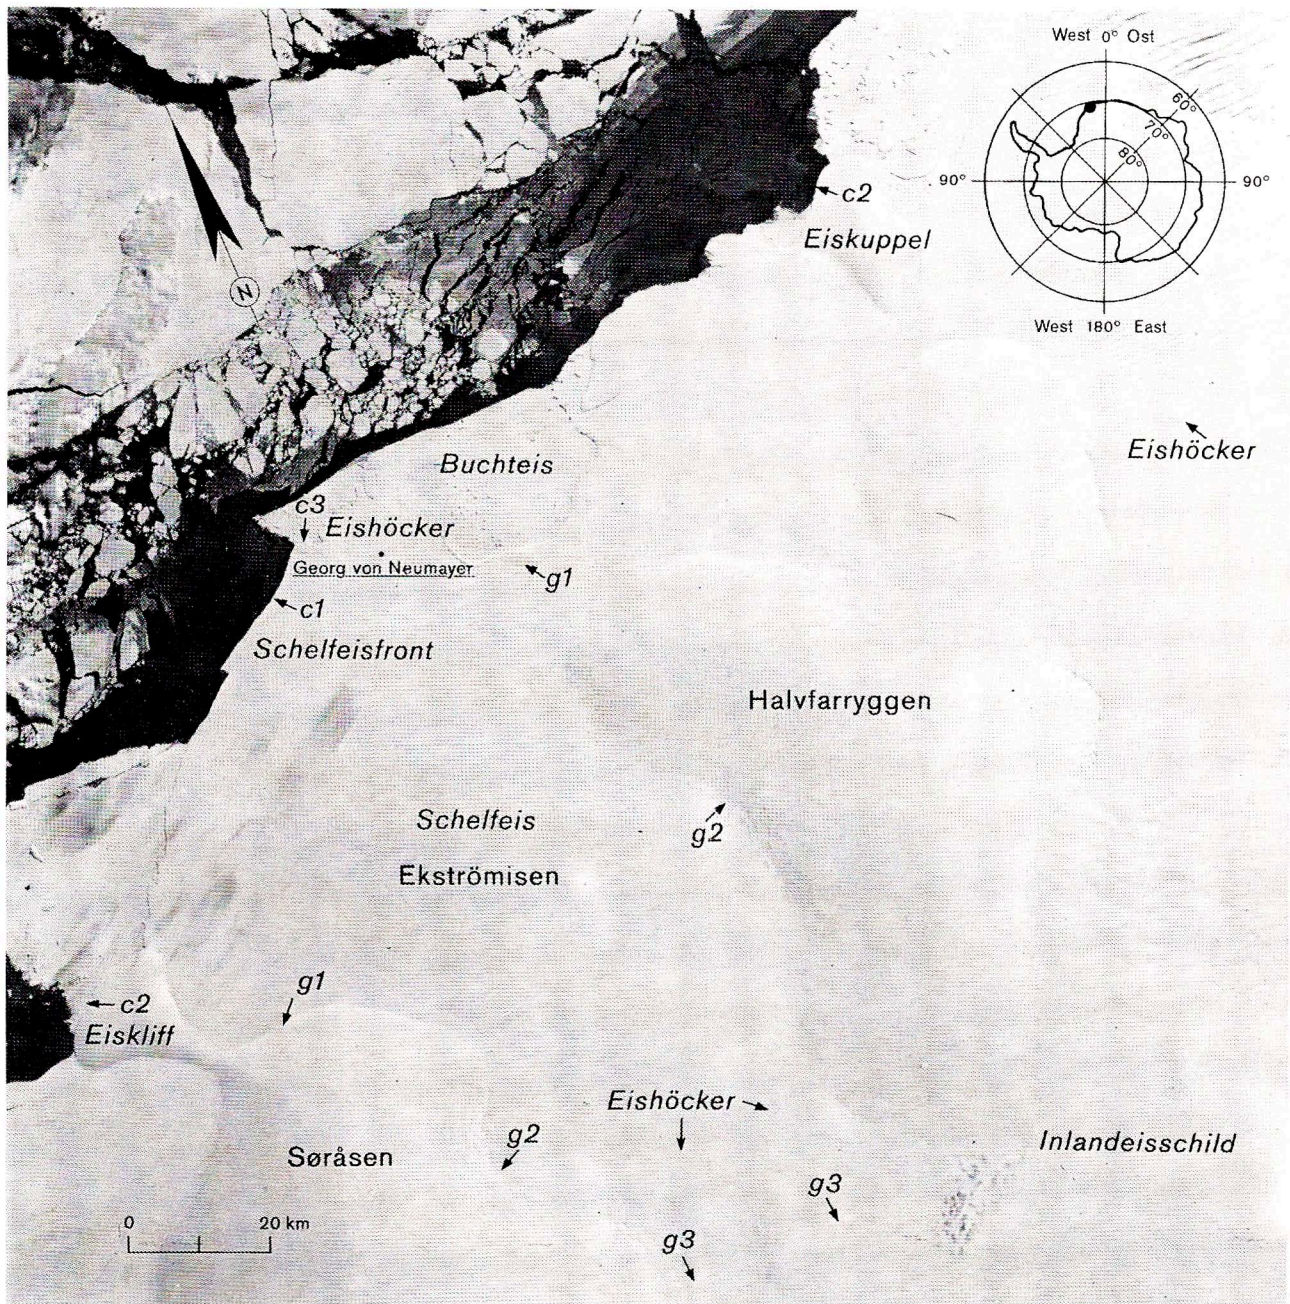 West 0° Ost
60°
70°
80°
90°
90°
West 180° East
c2
Eiskuppel
N
Eishöcker
Buchteis
c3
Eishöcker
Georg von Neumayer
g1
c1
Schelfeisfront
Halvfarryggen
Schelfeis
g2
Ekströmisen
g1
c2
Eiskliff
Eishöcker
g2
Inlandeisschild
Søråsen
g3
0 20 km
g3